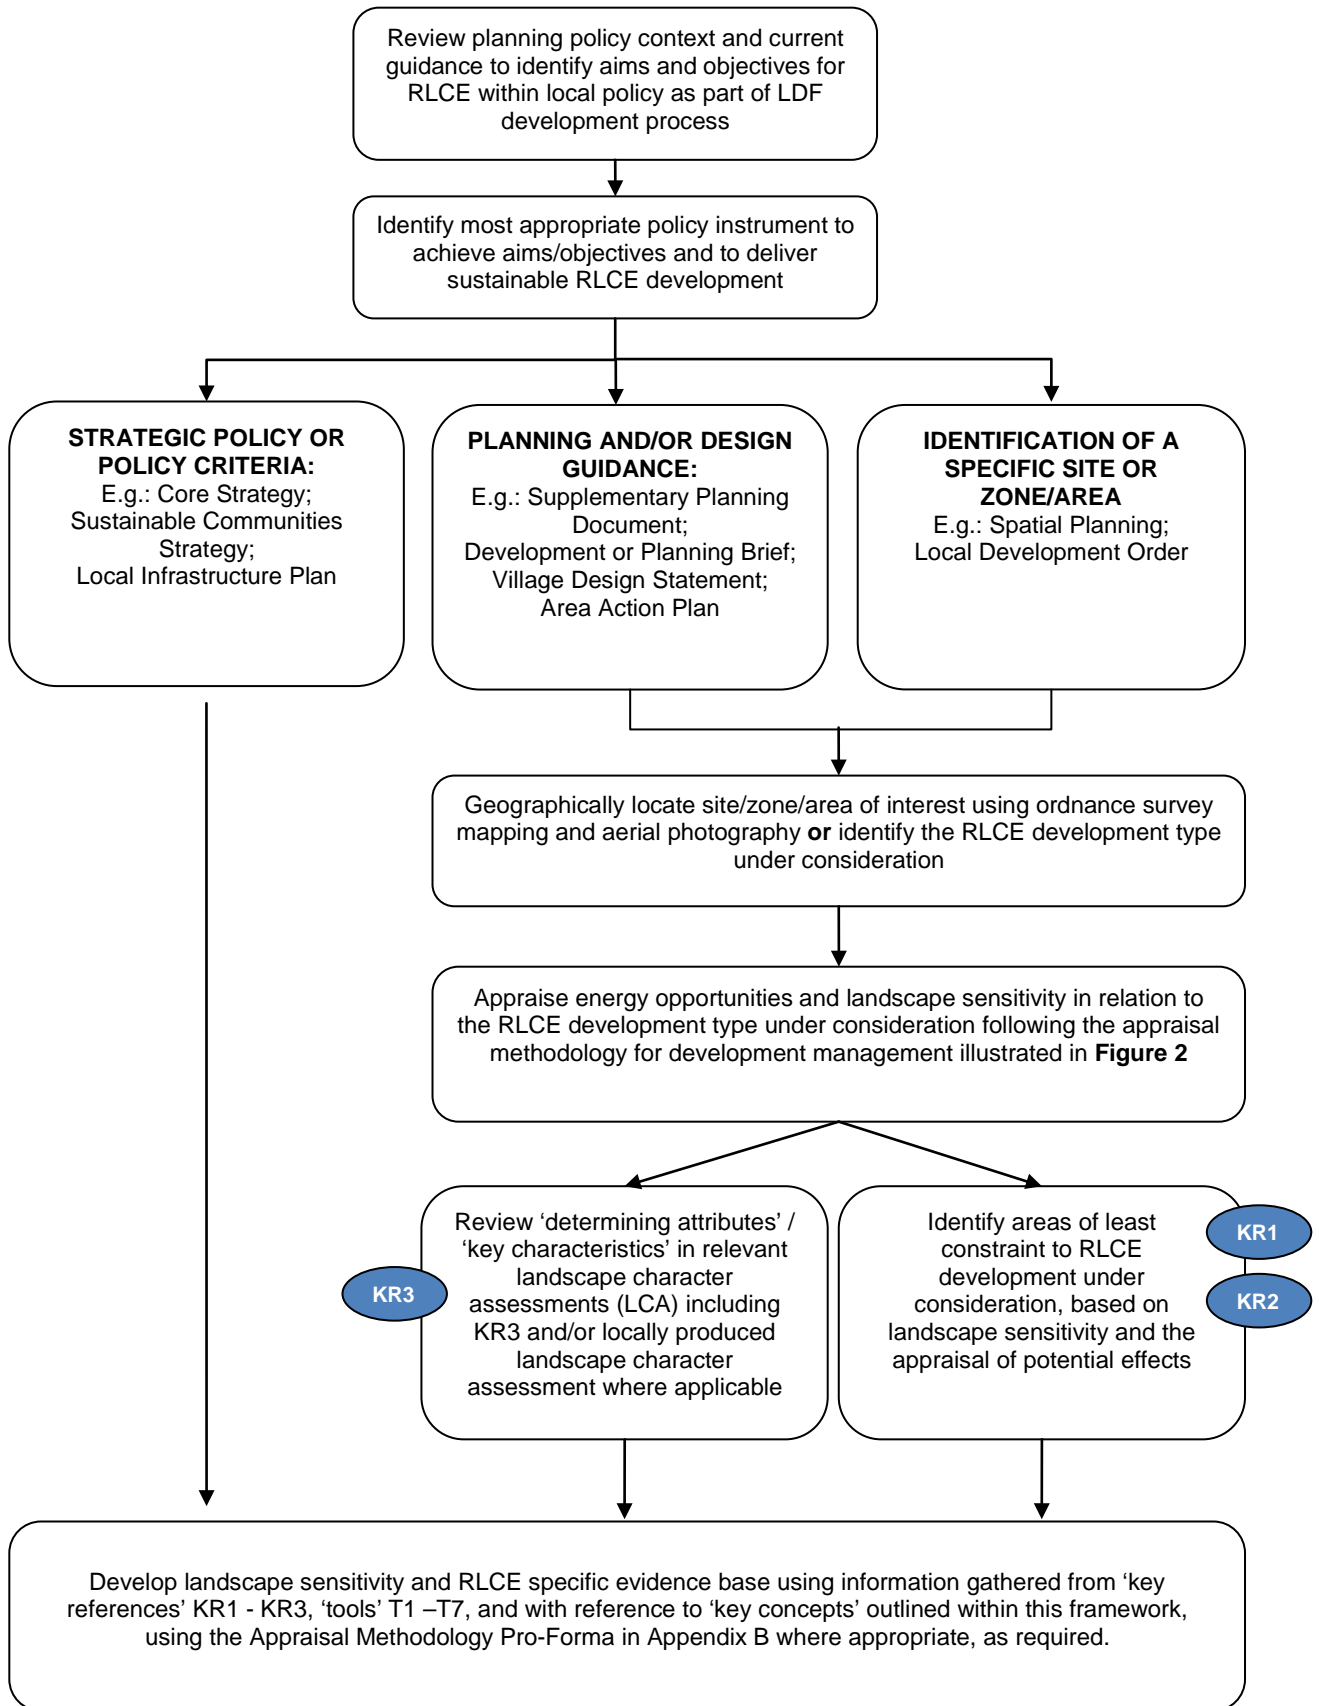 Review planning policy context and current
guidance to identify aims and objectives for
RLCE within local policy as part of LDF
development process
Identify most appropriate policy instrument to
achieve aims/objectives and to deliver
sustainable RLCE development
STRATEGIC POLICY OR
POLICY CRITERIA:
E.g.: Core Strategy;
Sustainable Communities
Strategy;
Local Infrastructure Plan
PLANNING AND/OR DESIGN
GUIDANCE:
E.g.: Supplementary Planning
Document;
Development or Planning Brief;
Village Design Statement;
Area Action Plan
IDENTIFICATION OF A
SPECIFIC SITE OR
ZONE/AREA
E.g.: Spatial Planning;
Local Development Order
Geographically locate site/zone/area of interest using ordnance survey
mapping and aerial photography or identify the RLCE development type
under consideration
Appraise energy opportunities and landscape sensitivity in relation to
the RLCE development type under consideration following the appraisal
methodology for development management illustrated in Figure 2
KR3
Review ‘determining attributes’ /
‘key characteristics’ in relevant
landscape character
assessments (LCA) including
KR3 and/or locally produced
landscape character
assessment where applicable
Identify areas of least
constraint to RLCE
development under
consideration, based on
landscape sensitivity and the
appraisal of potential effects
KR1
KR2
Develop landscape sensitivity and RLCE specific evidence base using information gathered from ‘key
references’ KR1 - KR3, ‘tools’ T1 –T7, and with reference to ‘key concepts’ outlined within this framework,
using the Appraisal Methodology Pro-Forma in Appendix B where appropriate, as required.